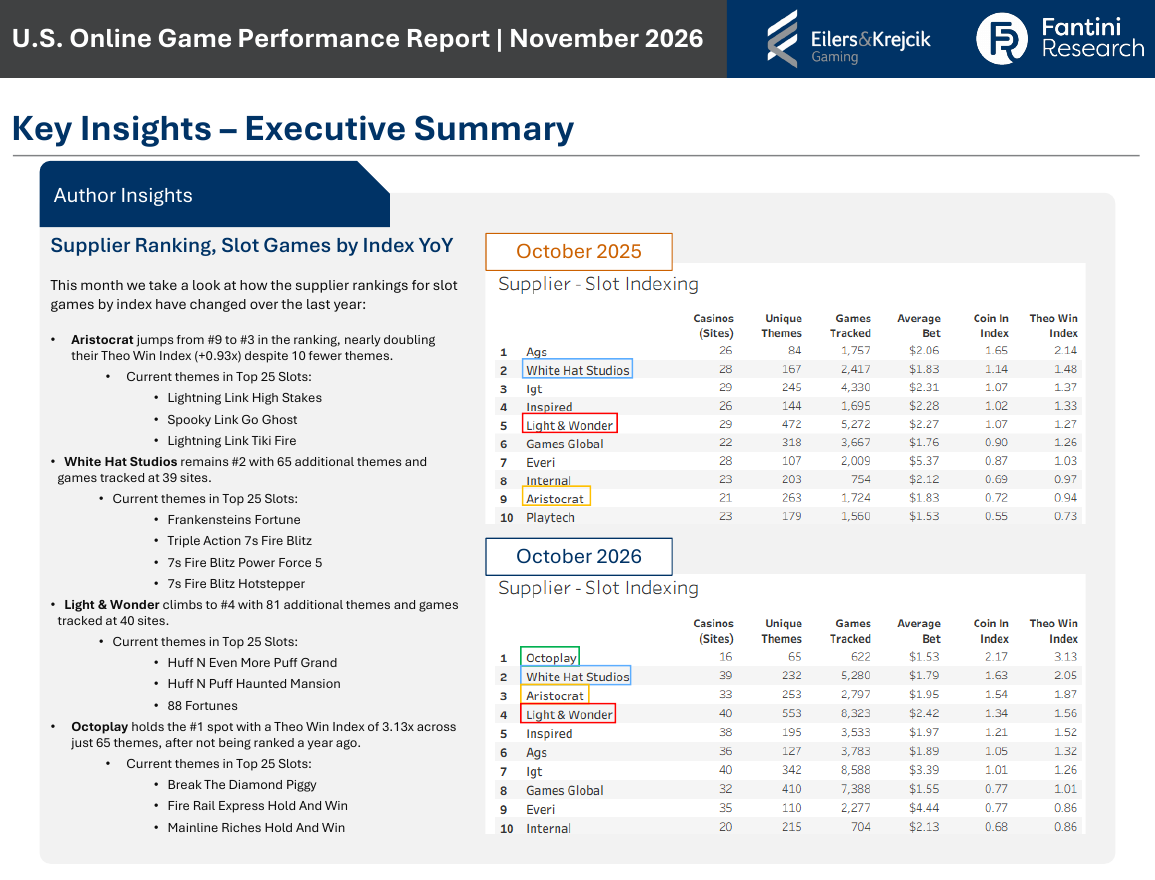 U.S. Online Game Performance Report | November 2026
Eilers&Krejcik
Gaming
Fantini
Research
Key Insights – Executive Summary
Author Insights
Supplier Ranking, Slot Games by Index YoY
This month we take a look at how the supplier rankings for slot
games by index have changed over the last year:
• Aristocrat jumps from #9 to #3 in the ranking, nearly doubling
their Theo Win Index (+0.93x) despite 10 fewer themes.
• Current themes in Top 25 Slots:
• Lightning Link High Stakes
• Spooky Link Go Ghost
• Lightning Link Tiki Fire
• White Hat Studios remains #2 with 65 additional themes and
games tracked at 39 sites.
• Current themes in Top 25 Slots:
• Frankensteins Fortune
• Triple Action 7s Fire Blitz
• 7s Fire Blitz Power Force 5
• 7s Fire Blitz Hotstepper
• Light & Wonder climbs to #4 with 81 additional themes and games
tracked at 40 sites.
• Current themes in Top 25 Slots:
• Huff N Even More Puff Grand
• Huff N Puff Haunted Mansion
• 88 Fortunes
• Octoplay holds the #1 spot with a Theo Win Index of 3.13x across
just 65 themes, after not being ranked a year ago.
• Current themes in Top 25 Slots:
• Break The Diamond Piggy
• Fire Rail Express Hold And Win
• Mainline Riches Hold And Win
October 2025
Supplier - Slot Indexing
Casinos Unique Games Average Coin In Theo Win
(Sites) Themes Tracked Bet Index Index
1 Ags 26 84 1,757 $2.06 1.65 2.14
2 White Hat Studios 28 167 2,417 $1.83 1.14 1.48
3 Igt 29 245 4,330 $2.31 1.07 1.37
4 Inspired 26 144 1,695 $2.28 1.02 1.33
5 Light & Wonder 29 472 5,272 $2.27 1.07 1.27
6 Games Global 22 318 3,667 $1.76 0.90 1.26
7 Everi 28 107 2,009 $5.37 0.87 1.03
8 Internal 23 203 754 $2.12 0.69 0.97
9 Aristocrat 21 263 1,724 $1.83 0.72 0.94
10 Playtech 23 179 1,560 $1.53 0.55 0.73
October 2026
Supplier - Slot Indexing
Casinos Unique Games Average Coin In Theo Win
(Sites) Themes Tracked Bet Index Index
1 Octoplay 16 65 622 $1.53 2.17 3.13
2 White Hat Studios 39 232 5,280 $1.79 1.63 2.05
3 Aristocrat 33 253 2,797 $1.95 1.54 1.87
4 Light & Wonder 40 553 8,323 $2.42 1.34 1.56
5 Inspired 38 195 3,533 $1.97 1.21 1.52
6 Ags 36 127 3,783 $1.89 1.05 1.32
7 Igt 40 342 8,588 $3.39 1.01 1.26
8 Games Global 32 410 7,388 $1.55 0.77 1.01
9 Everi 35 110 2,277 $4.44 0.77 0.86
10 Internal 20 215 704 $2.13 0.68 0.86